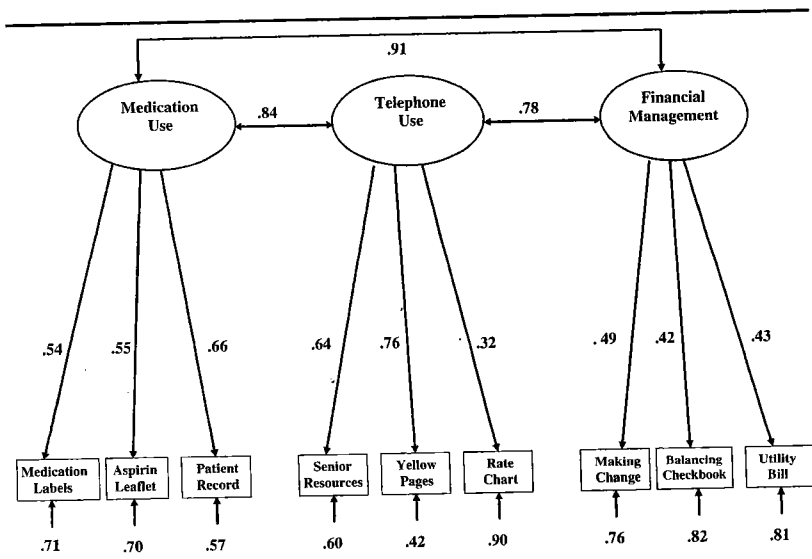 .91
Medication
Use
.84
Telephone
Use
.78
Financial
Management
.54
.55
.66
.64
.76
.32
.49
.42
.43
Medication
Labels
Aspirin
Leaflet
Patient
Record
Senior
Resources
Yellow
Pages
Rate
Chart
Making
Change
Balancing
Checkbook
Utility
Bill
.71
.70
.57
.60
.42
.90
.76
.82
.81